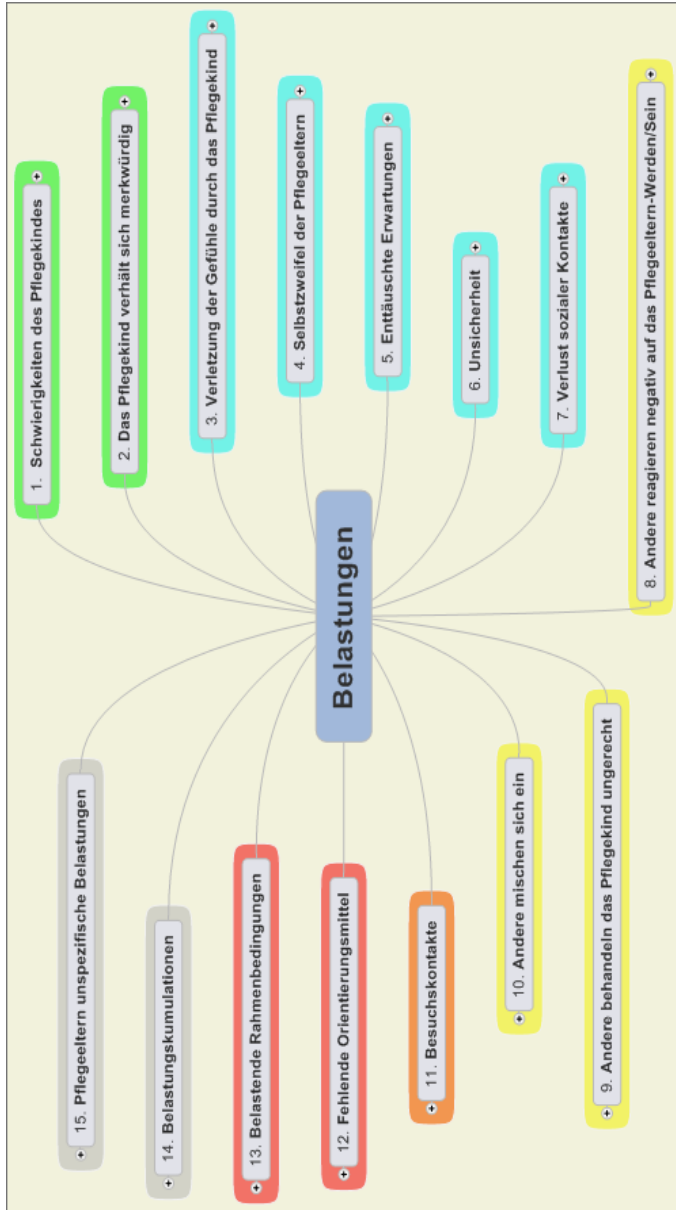 Belastungen
1. Schwierigkeiten des Pflegekindes
2. Das Pflegekind verhält sich merkwürdig
3. Verletzung der Gefühle durch das Pflegekind
4. Selbstzweifel der Pflegeeltern
5. Enttäuschte Erwartungen
6. Unsicherheit
7. Verlust sozialer Kontakte
8. Andere reagieren negativ auf das Pflegeeltern-Werden/Sein
9. Andere behandeln das Pflegekind ungerecht
10. Andere mischen sich ein
11. Besuchskontakte
12. Fehlende Orientierungsmittel
13. Belastende Rahmenbedingungen
14. Belastungskumulationen
15. Pflegeeltern unspezifische Belastungen